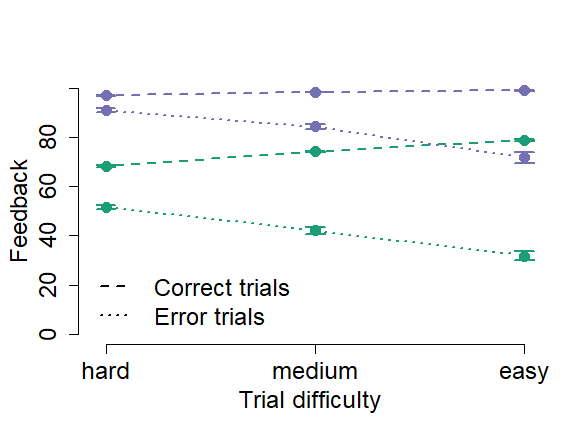 Feedback
80
60
40
20
0
Correct trials
Error trials
hard medium easy
Trial difficulty